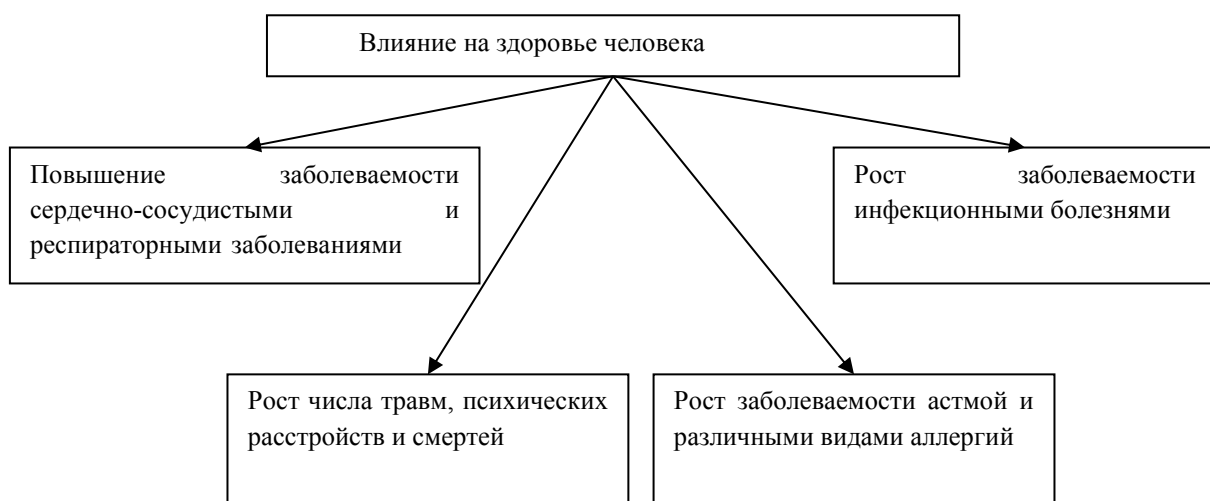 Влияние на здоровье человека
Повышение заболеваемости
сердечно-сосудистыми и
респираторными заболеваниями
Рост заболеваемости
инфекционными болезнями
Рост числа травм, психических
расстройств и смертей
Рост заболеваемости астмой и
различными видами аллергий